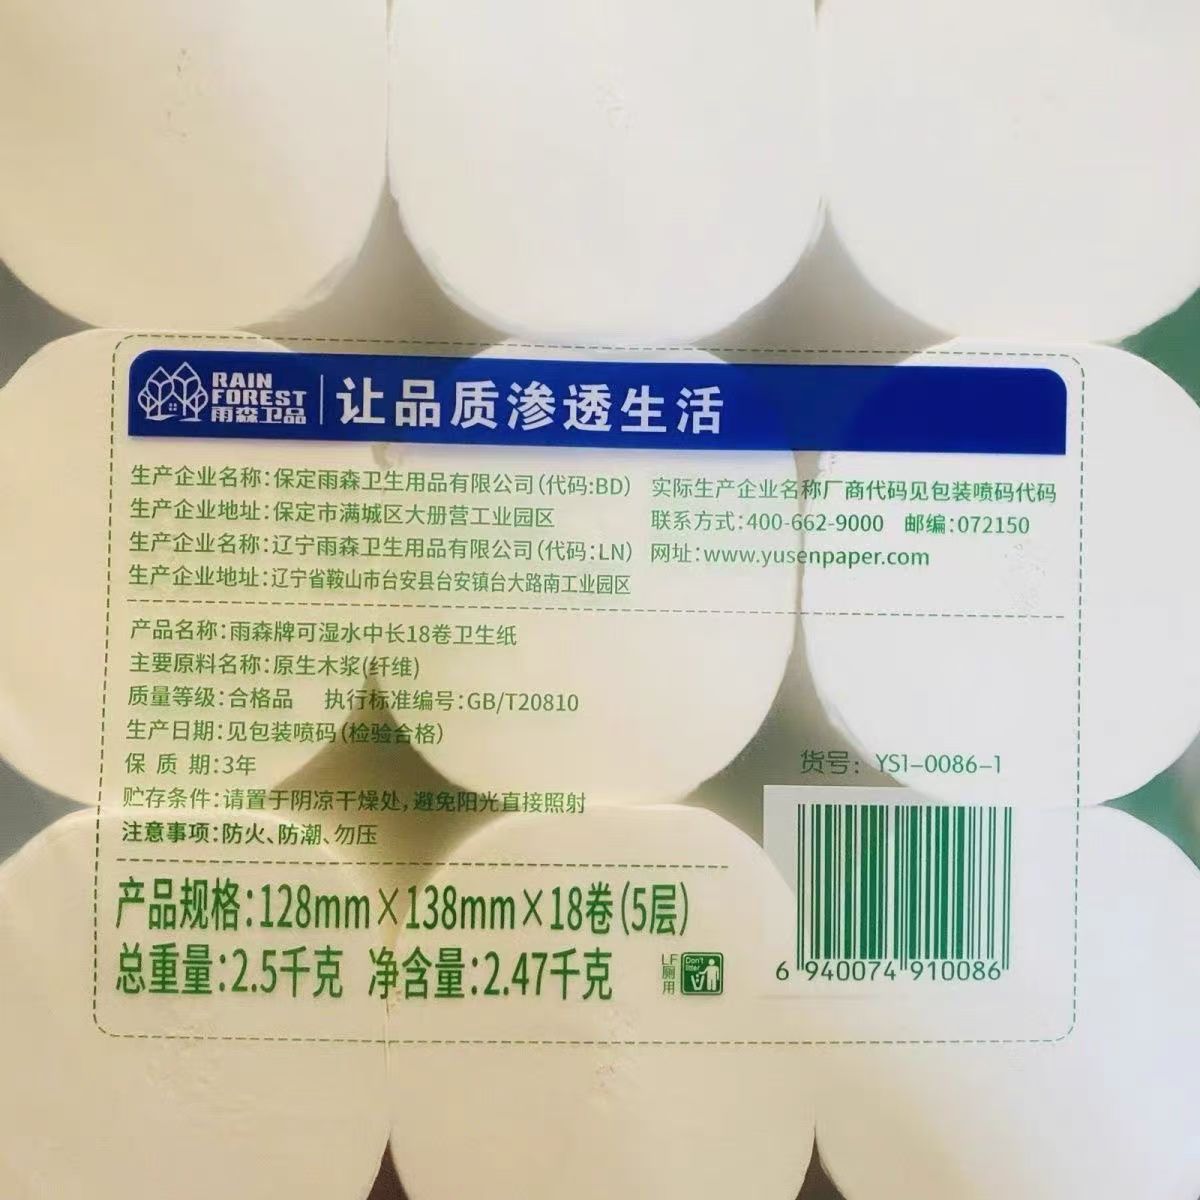 RAIN
FOREST
雨森卫品
让品质渗透生活
生产企业名称:保定雨森卫生用品有限公司(代码:BD)
生产企业地址:保定市满城区大册营工业园区
生产企业名称:辽宁雨森卫生用品有限公司(代码:LN)
生产企业地址:辽宁省鞍山市台安县台安镇台大路南工业园区
实际生产企业名称厂商代码见包装喷码代码
联系方式:400-662-9000 邮编:072150
网址:www.yusenpaper.com
产品名称:雨森牌可湿水中长18卷卫生纸
主要原料名称:原生木浆(纤维)
质量等级:合格品 执行标准编号:GB/T20810
生产日期:见包装喷码(检验合格)
保 质 期:3年
贮存条件:请置于阴凉干燥处,避免阳光直接照射
注意事项:防火、防潮、勿压
产品规格:128mm×138mm×18卷(5层)
总重量:2.5千克 净含量:2.47千克
LF
厕
用
Don't
litter
货号: YS1-0086-1
6 940074 910086